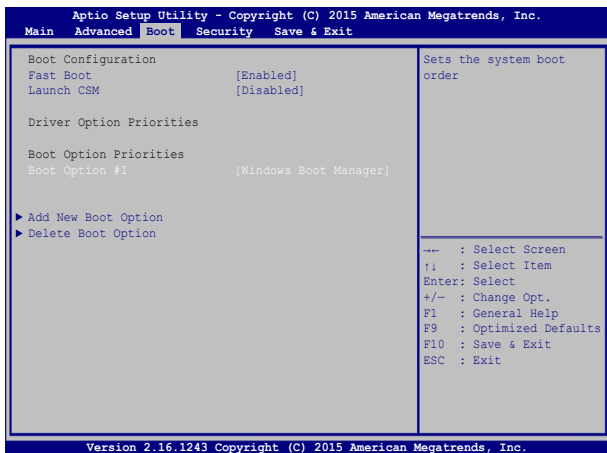 Aptio Setup Utility - Copyright (C) 2015 American Megatrends, Inc.
Main Advanced Boot Security Save & Exit
Boot Configuration
Fast Boot [Enabled]
Launch CSM [Disabled]
Driver Option Priorities
Boot Option Priorities
Boot Option #1 [Windows Boot Manager]
▶ Add New Boot Option
▶ Delete Boot Option
Sets the system boot
order
→← : Select Screen
↑↓ : Select Item
Enter: Select
+/— : Change Opt.
F1 : General Help
F9 : Optimized Defaults
F10 : Save & Exit
ESC : Exit
Version 2.16.1243 Copyright (C) 2015 American Megatrends, Inc.